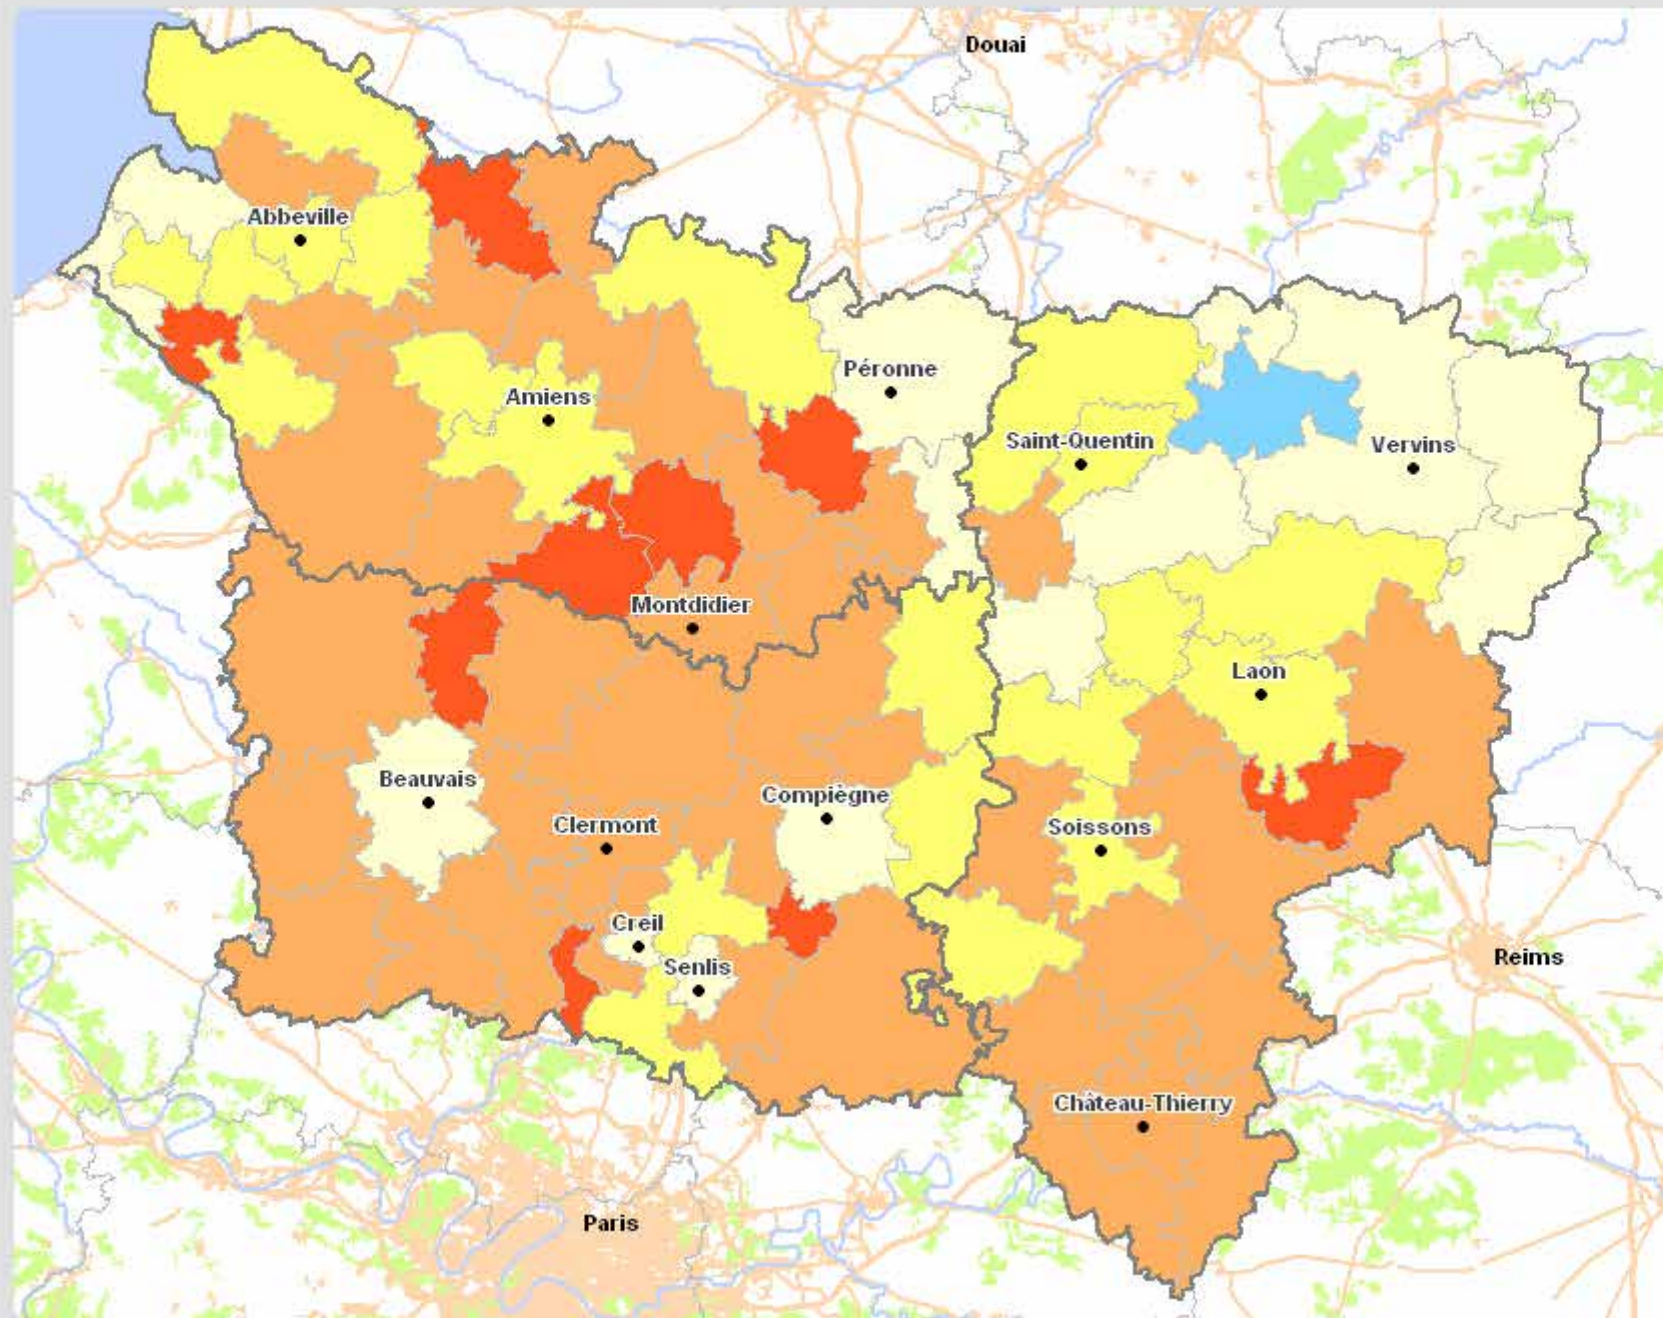 Douai
Abbeville
Péronne
Amiens
Saint-Quentin
Vervins
Montdidier
Laon
Beauvais
Compiègne
Clermont
Soissons
Creil
Senlis
Reims
Château-Thierry
Paris